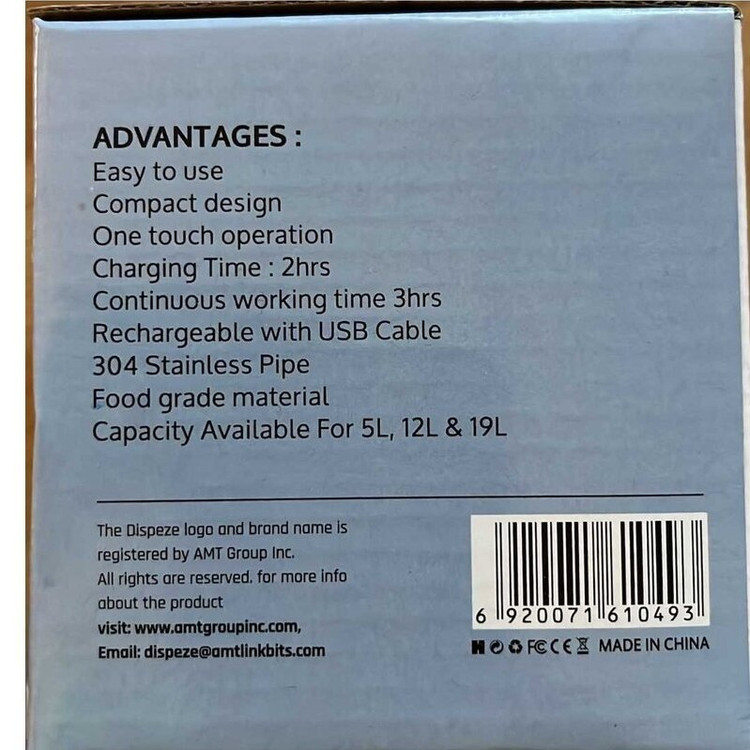 ADVANTAGES :
Easy to use
Compact design
One touch operation
Charging Time : 2hrs
Continuous working time 3hrs
Rechargeable with USB Cable
304 Stainless Pipe
Food grade material
Capacity Available For 5L, 12L & 19L
The Dispeze logo and brand name is
registered by AMT Group Inc.
All rights are reserved. for more info
about the product
visit: www.amtgroupinc.com,
Email: dispeze@amtlinkbits.com
6 920071 610493
FC CE MADE IN CHINA